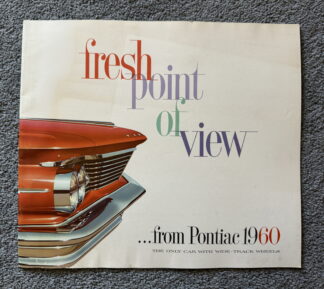 fresh
point
of
view
...from Pontiac 1960
THE ONLY CAR WITH WIDE-TRACK WHEELS